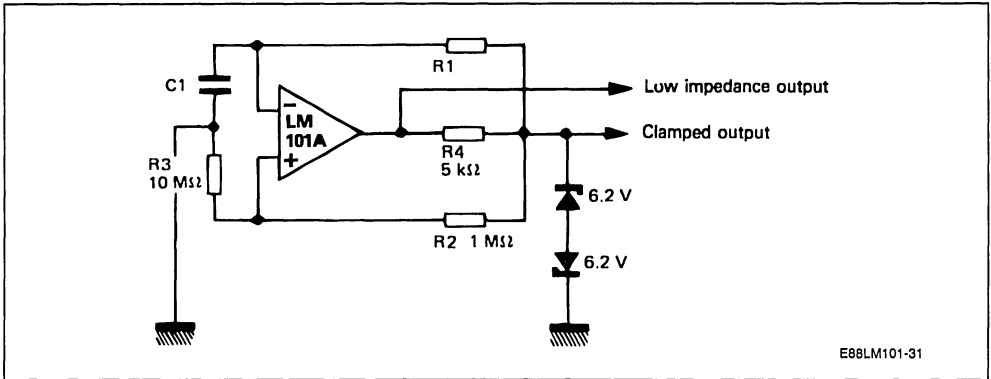 R1
C1
Low impedance output
−
LM
101A
+
Clamped output
R4
5 kΩ
R3
10 MΩ
6.2 V
R2 1 MΩ
6.2 V
E88LM101-31